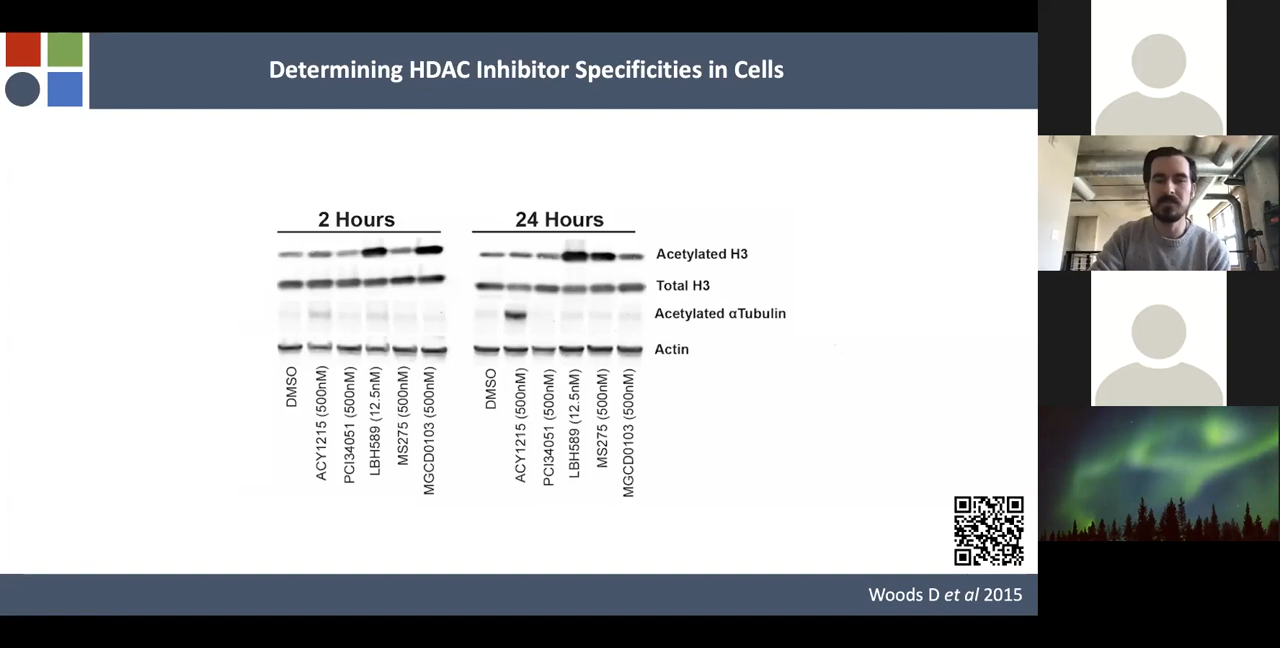 Determining HDAC Inhibitor Specificities in Cells
2 Hours
24 Hours
Acetylated H3
Total H3
Acetylated αTubulin
Actin
DMSO
ACY1215 (500nM)
PCI34051 (500nM)
LBH589 (12.5nM)
MS275 (500nM)
MGCD0103 (500nM)
DMSO
ACY1215 (500nM)
PCI34051 (500nM)
LBH589 (12.5nM)
MS275 (500nM)
MGCD0103 (500nM)
Woods D et al 2015